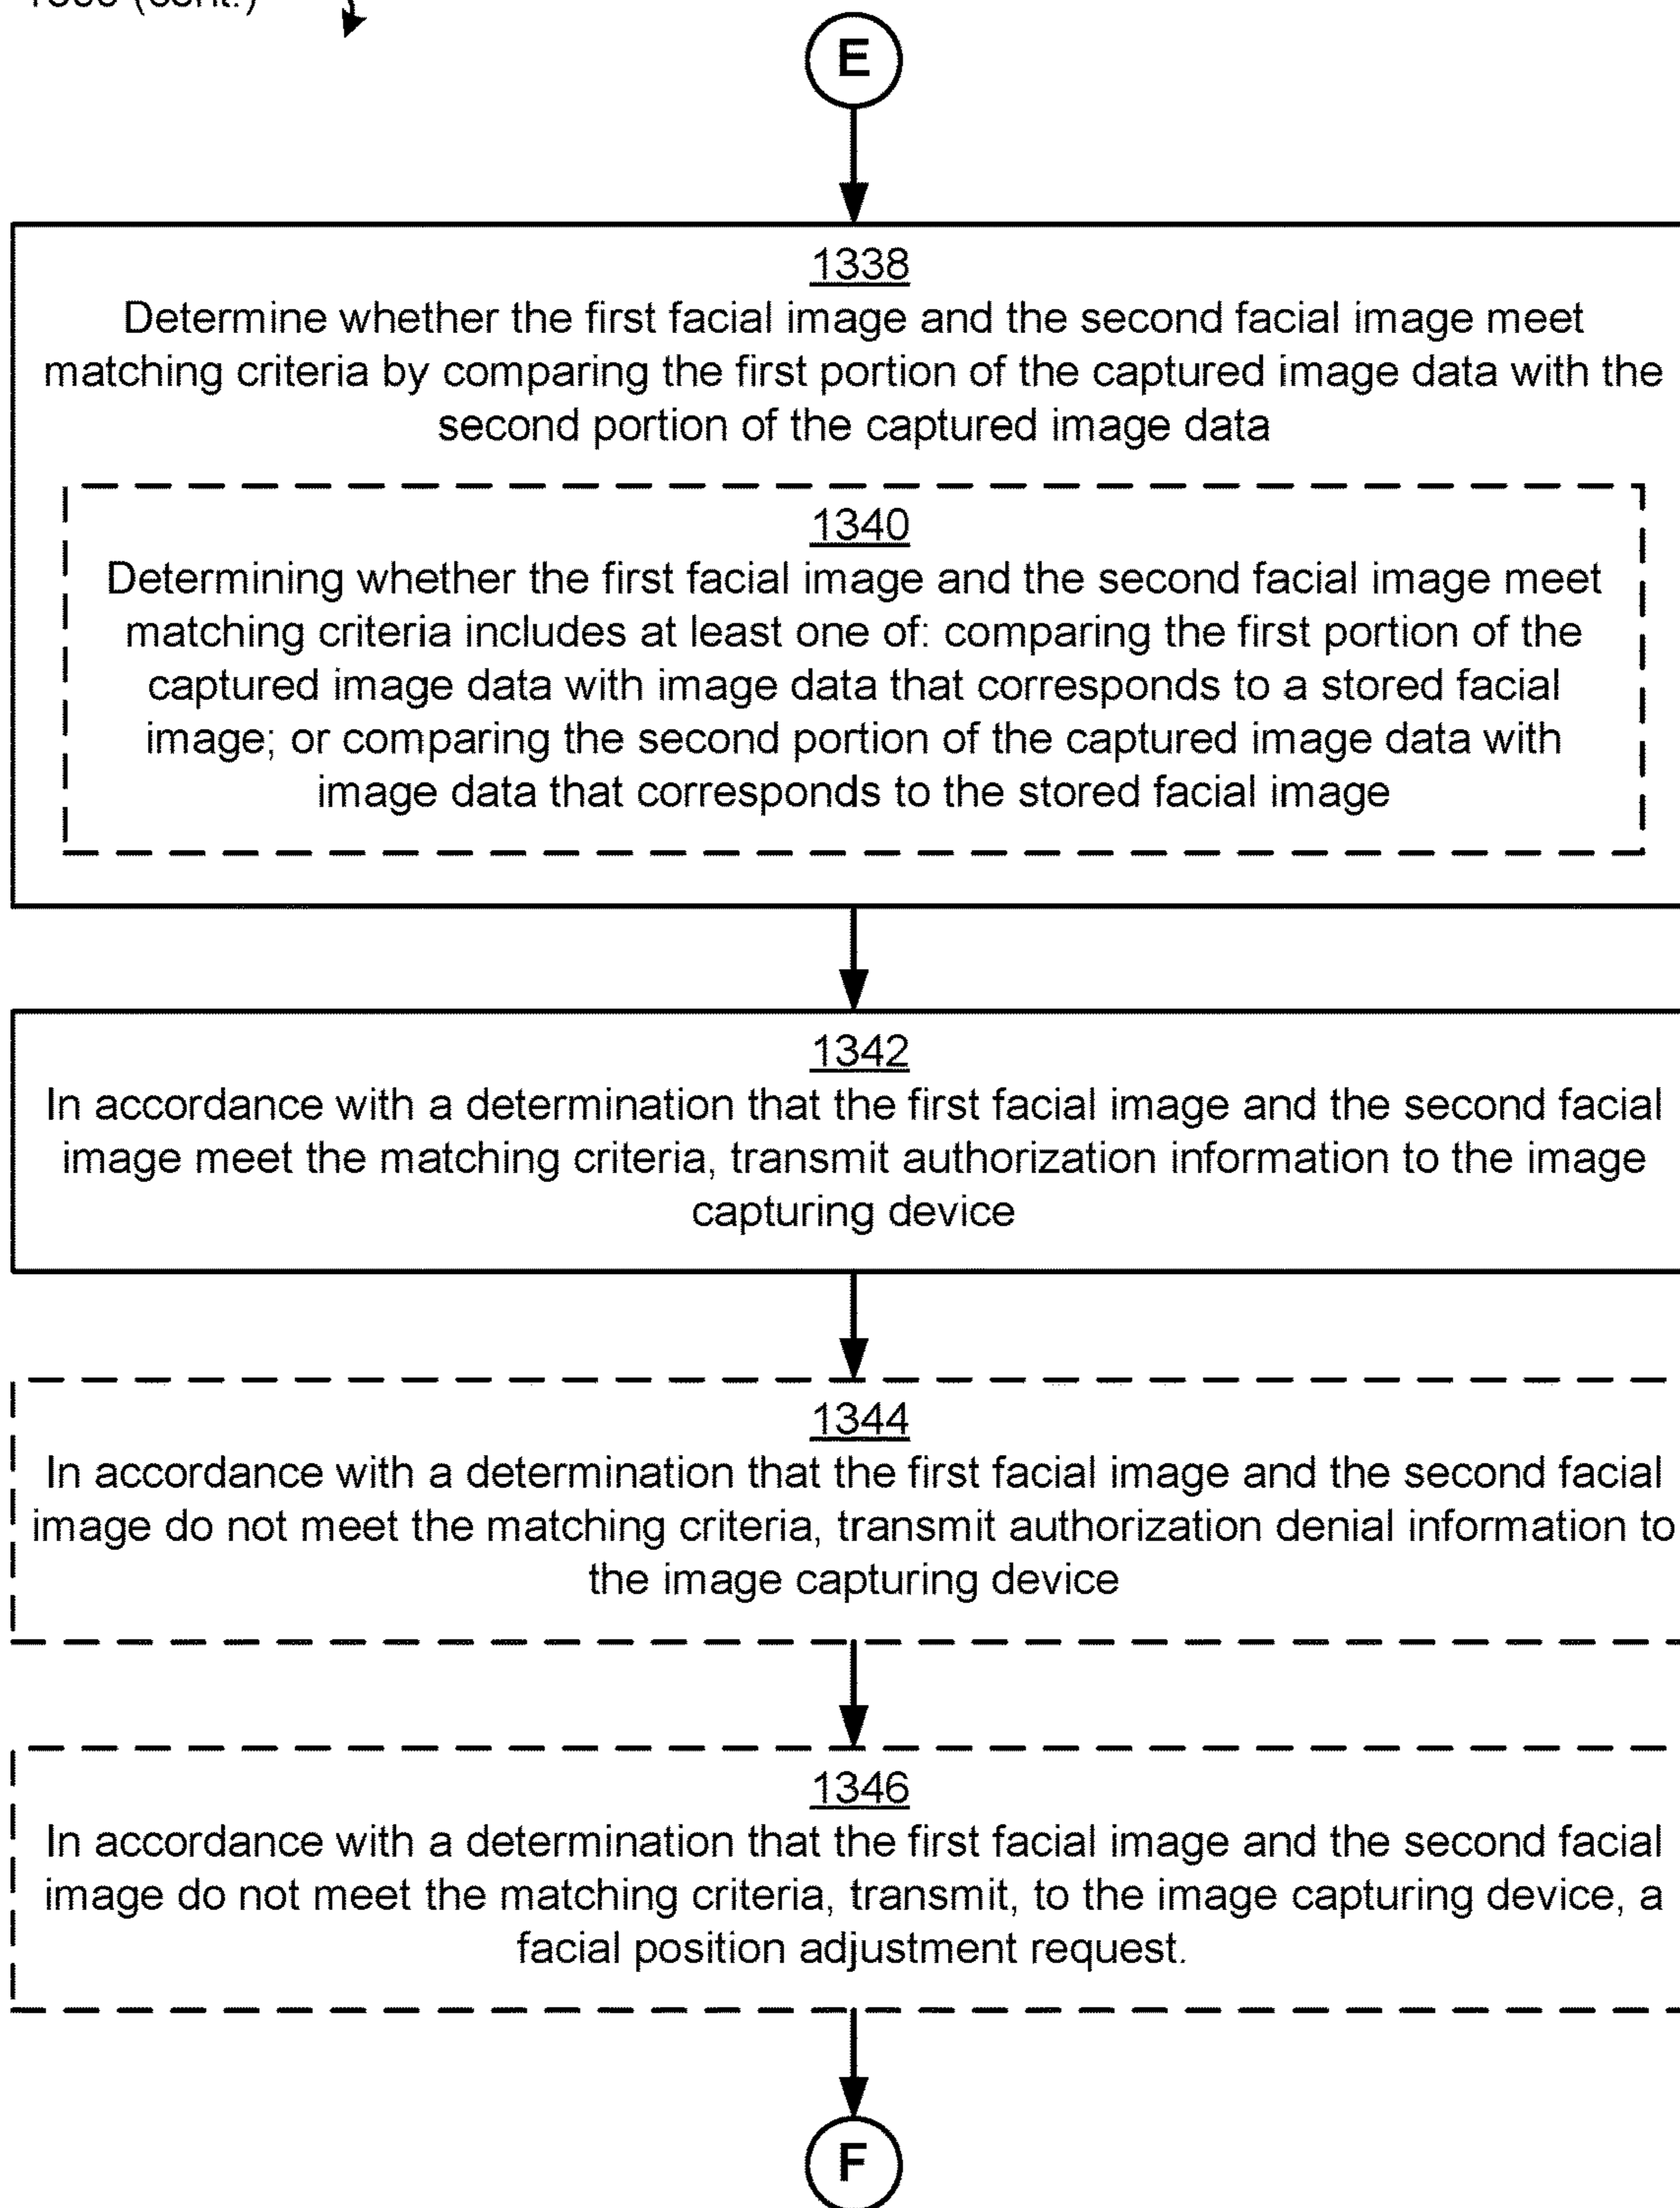 (cont.)
E
1338
Determine whether the first facial image and the second facial image meet
matching criteria by comparing the first portion of the captured image data with the
second portion of the captured image data
1340
Determining whether the first facial image and the second facial image meet
matching criteria includes at least one of: comparing the first portion of the
captured image data with image data that corresponds to a stored facial
image; or comparing the second portion of the captured image data with
image data that corresponds to the stored facial image
1342
In accordance with a determination that the first facial image and the second facial
image meet the matching criteria, transmit authorization information to the image
capturing device
1344
In accordance with a determination that the first facial image and the second facial
image do not meet the matching criteria, transmit authorization denial information to
the image capturing device
1346
In accordance with a determination that the first facial image and the second facial
image do not meet the matching criteria, transmit, to the image capturing device, a
facial position adjustment request.
F